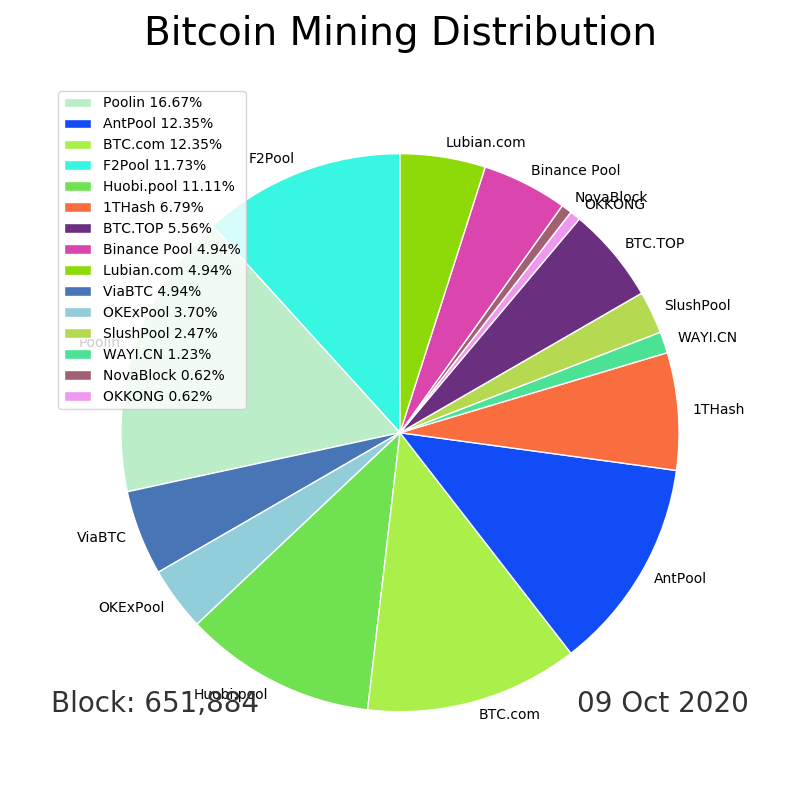 Bitcoin Mining Distribution
Poolin 16.67%
AntPool 12.35%
BTC.com 12.35%
F2Pool 11.73%
Huobi.pool 11.11%
1THash 6.79%
BTC.TOP 5.56%
Binance Pool 4.94%
Lubian.com 4.94%
ViaBTC 4.94%
OKExPool 3.70%
SlushPool 2.47%
WAYI.CN 1.23%
NovaBlock 0.62%
OKKONG 0.62%
Lubian.com
F2Pool
Binance Pool
NovaBlock
OKKONG
BTC.TOP
SlushPool
WAYI.CN
Poolin
1THash
ViaBTC
AntPool
OKExPool
Huobi.pool
Block: 651,884
09 Oct 2020
BTC.com